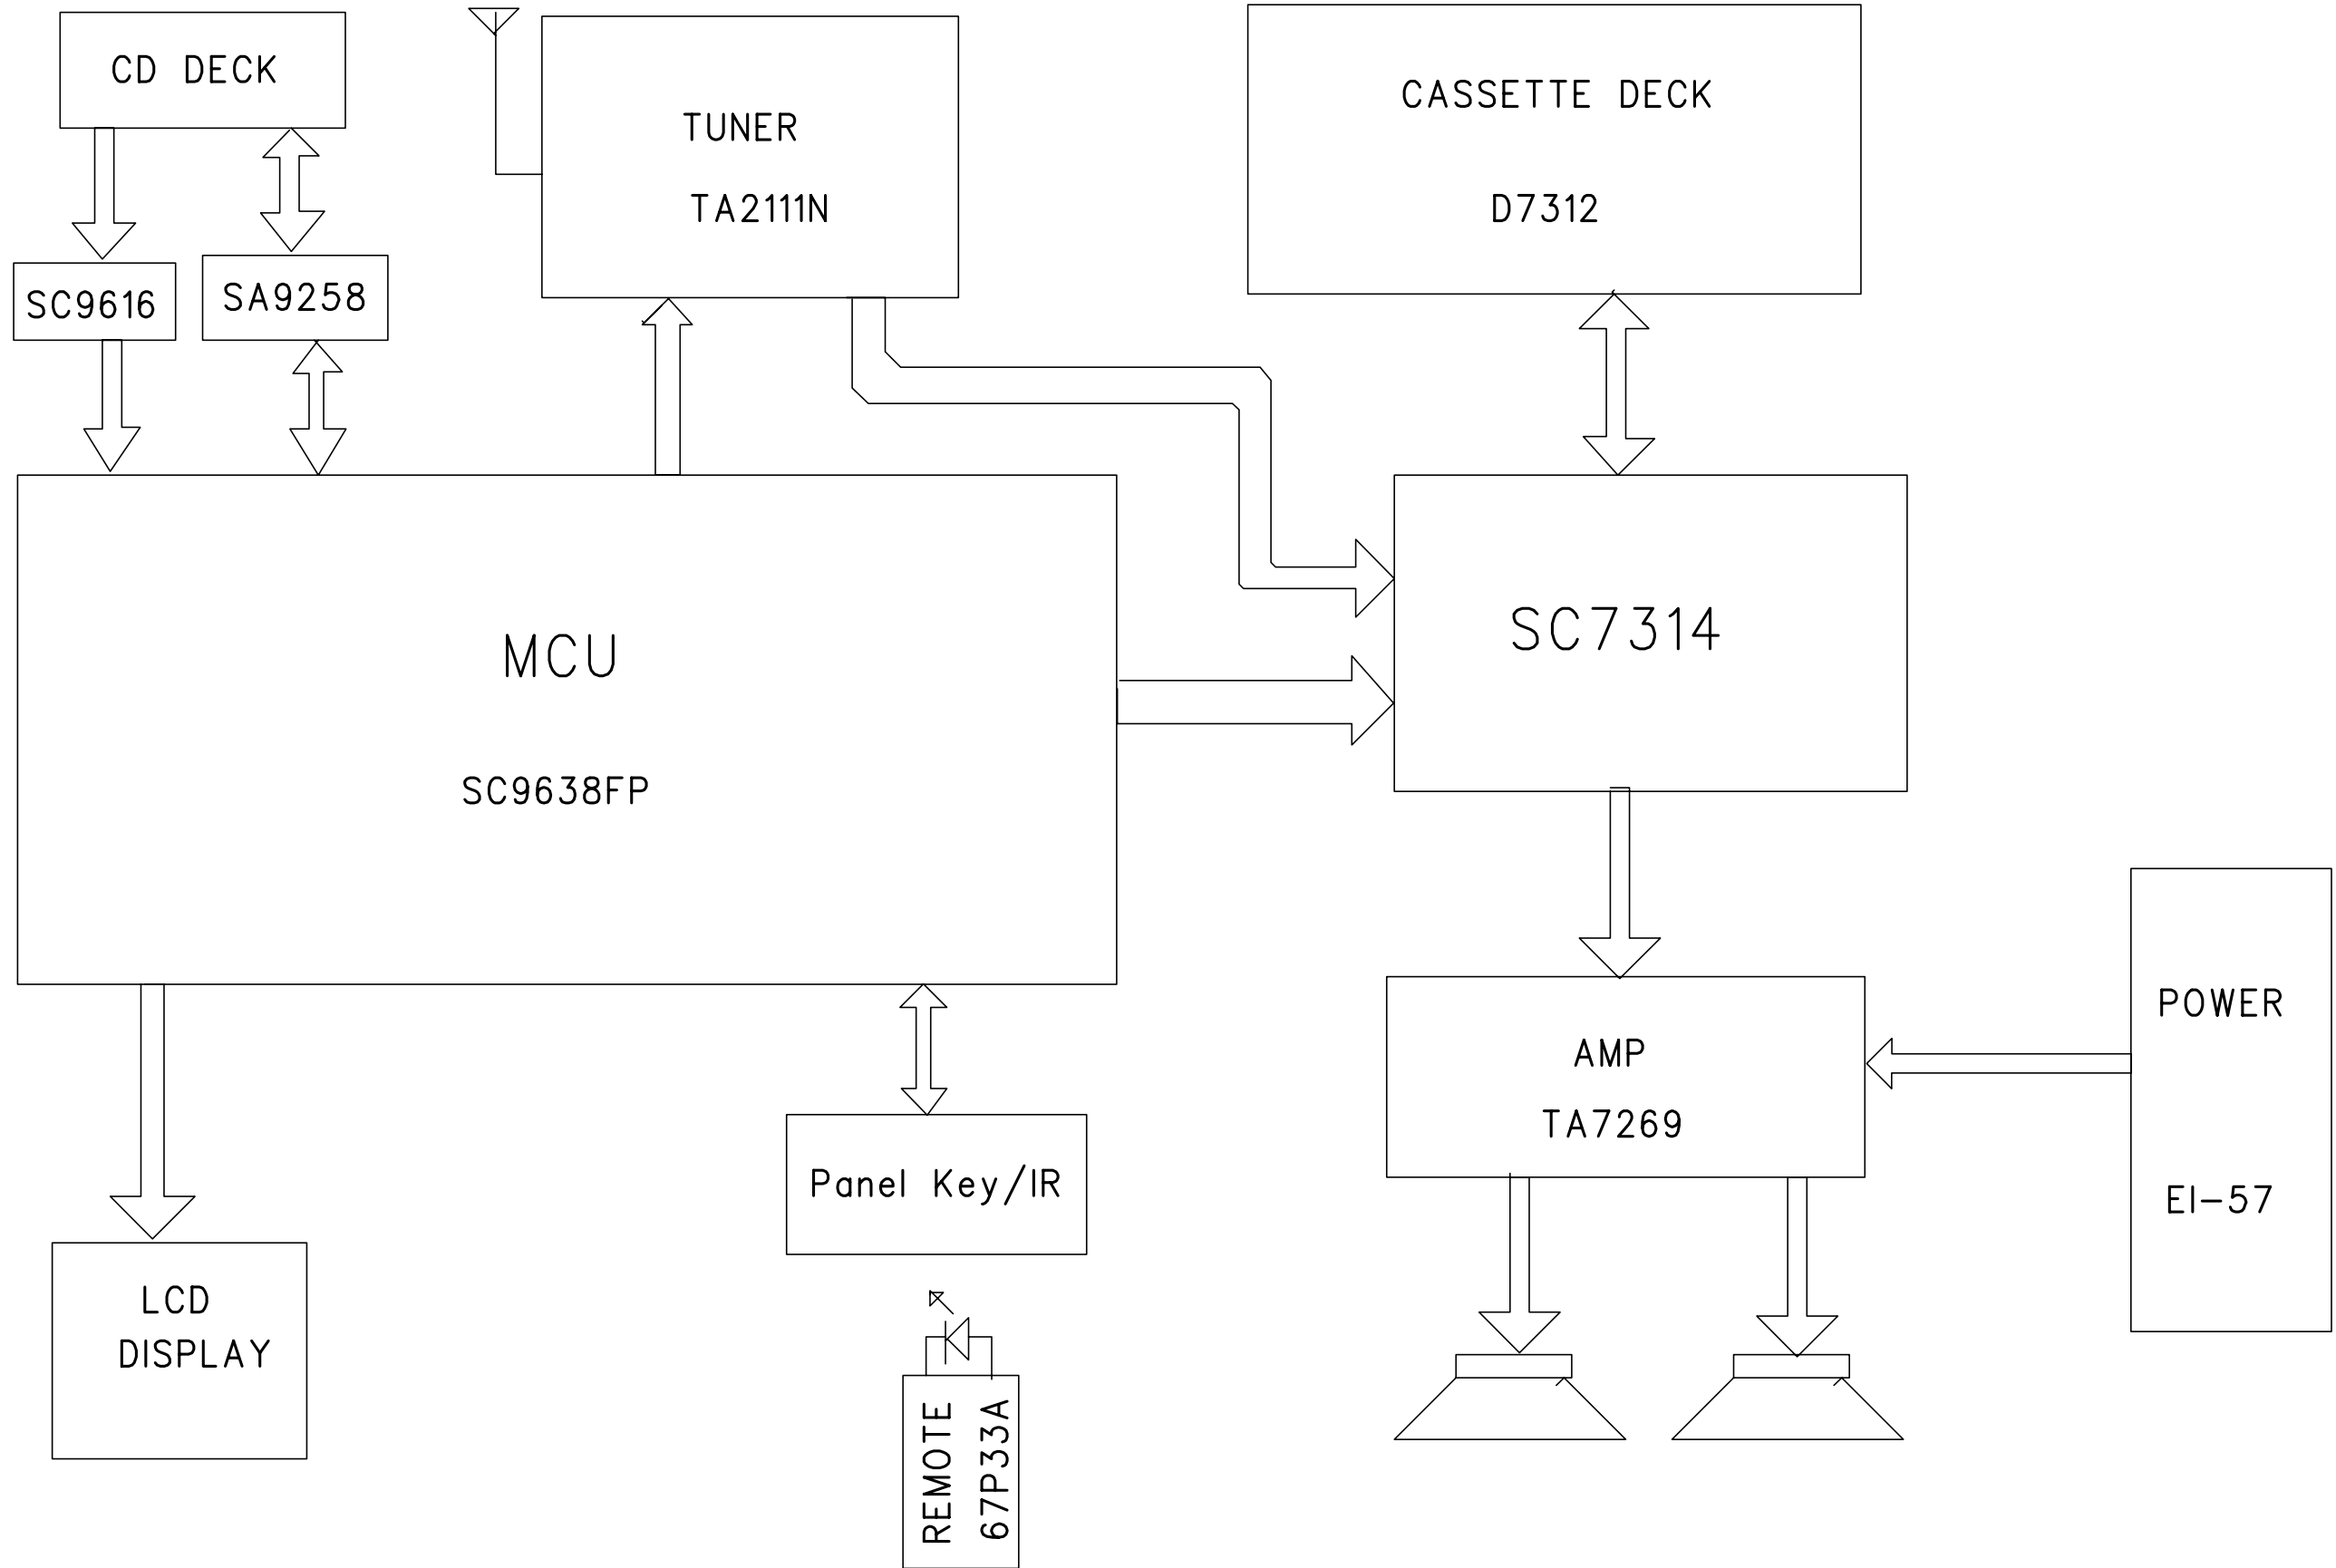 CD DECK
TUNER
TA2111N
CASSETTE DECK
D7312
SC9616
SA9258
MCU
SC9638FP
SC7314
AMP
TA7269
POWER
EI-57
Panel Key/IR
LCD
DISPLAY
REMOTE
67P33A